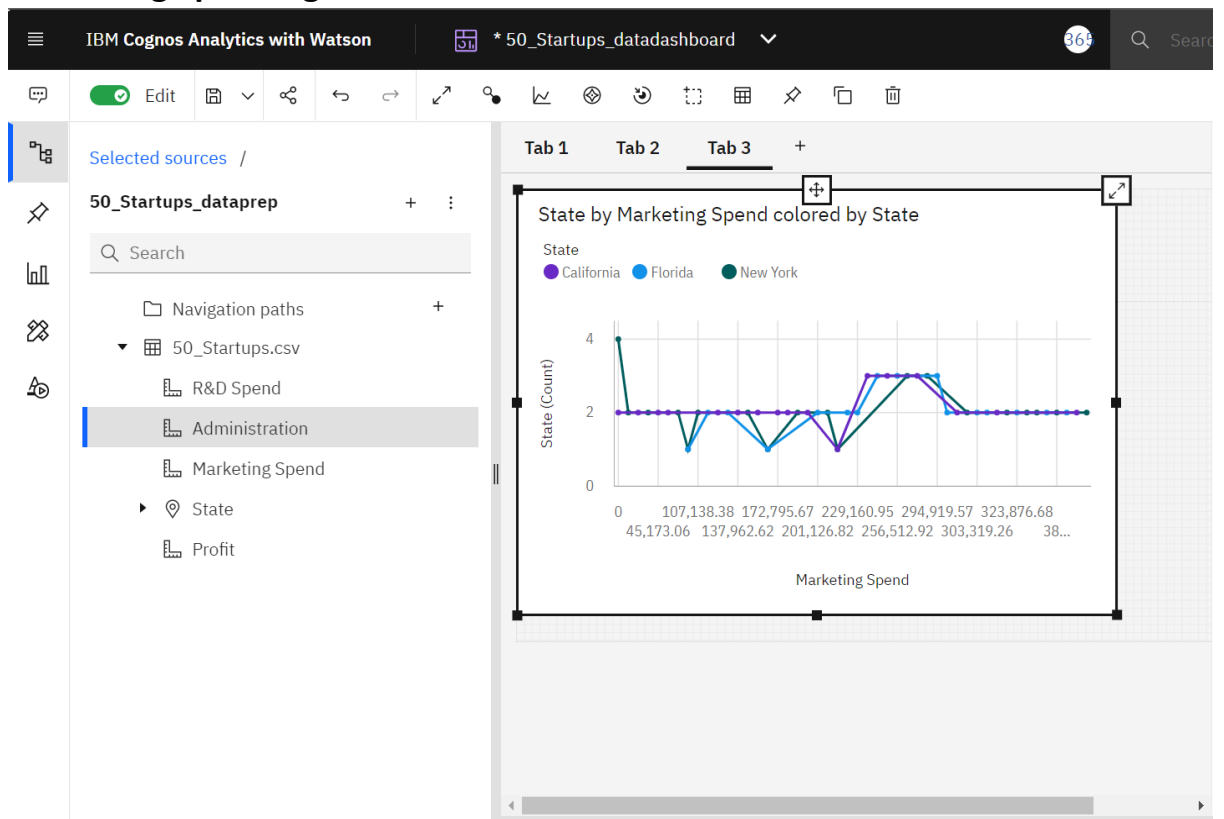 IBM Cognos Analytics with Watson
* 50_Startups_datadashboard
365
Edit
Selected sources /
50_Startups_dataprep
Search
Navigation paths
50_Startups.csv
R&D Spend
Administration
Marketing Spend
State
Profit
Tab 1 Tab 2 Tab 3
State by Marketing Spend colored by State
State
California Florida New York
State (Count)
4
2
0
0 107,138.38 172,795.67 229,160.95 294,919.57 323,876.68
45,173.06 137,962.62 201,126.82 256,512.92 303,319.26 38...
Marketing Spend